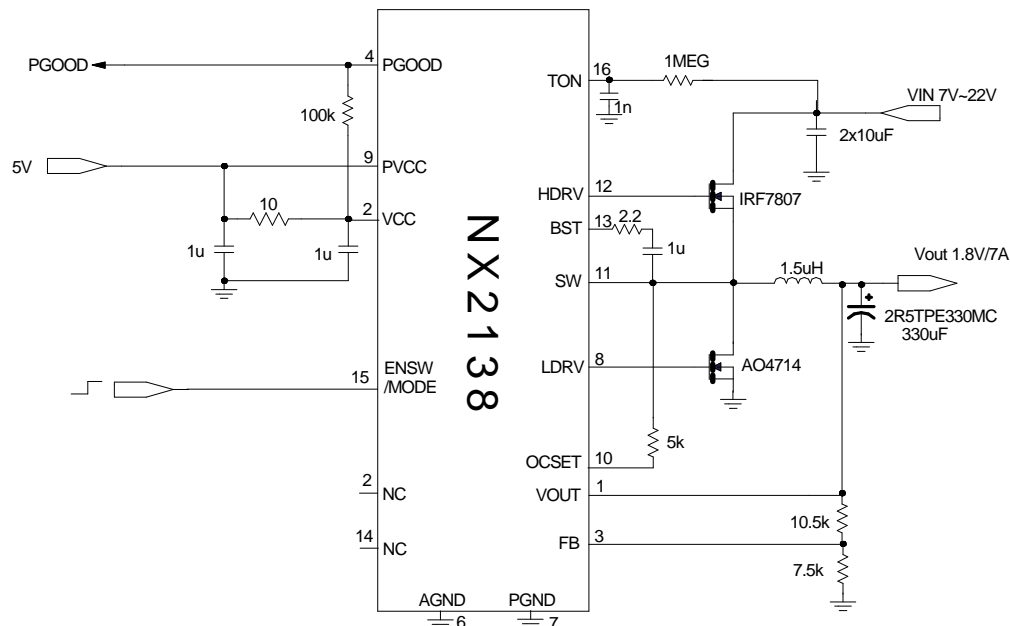 PGOOD
4
PGOOD
100k
5V
9
PVCC
10
2
VCC
1u
1u
15
ENSW
/MODE
2
NC
14
NC
NX2138
AGND
6
PGND
7
TON
16
1MEG
1n
VIN 7V~22V
2x10uF
HDRV
12
IRF7807
BST
13
2.2
1u
SW
11
1.5uH
Vout 1.8V/7A
2R5TPE330MC
330uF
LDRV
8
AO4714
5k
OCSET
10
VOUT
1
10.5k
FB
3
7.5k